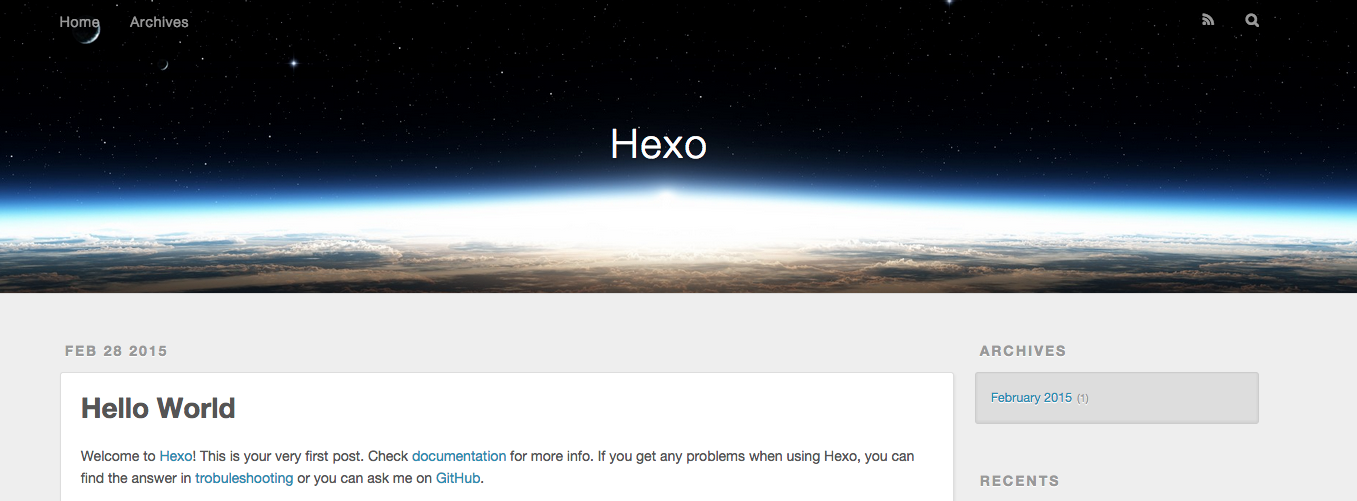 Home Archives
Hexo
FEB 28 2015
Hello World
Welcome to Hexo! This is your very first post. Check documentation for more info. If you get any problems when using Hexo, you can
find the answer in trobuleshooting or you can ask me on GitHub.
ARCHIVES
February 2015 (1)
RECENTS